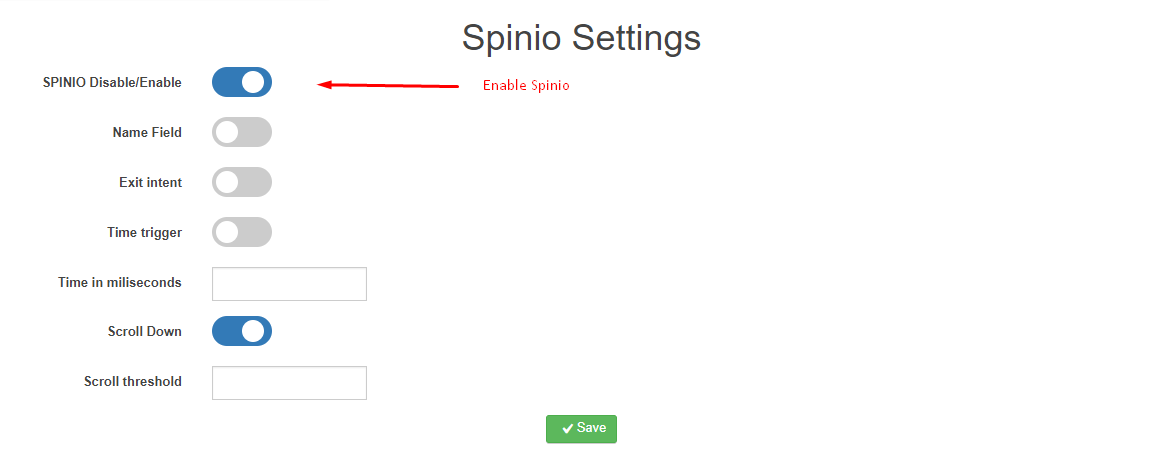 Spinio Settings
SPINIO Disable/Enable
Enable Spinio
Name Field
Exit intent
Time trigger
Time in miliseconds
Scroll Down
Scroll threshold
Save